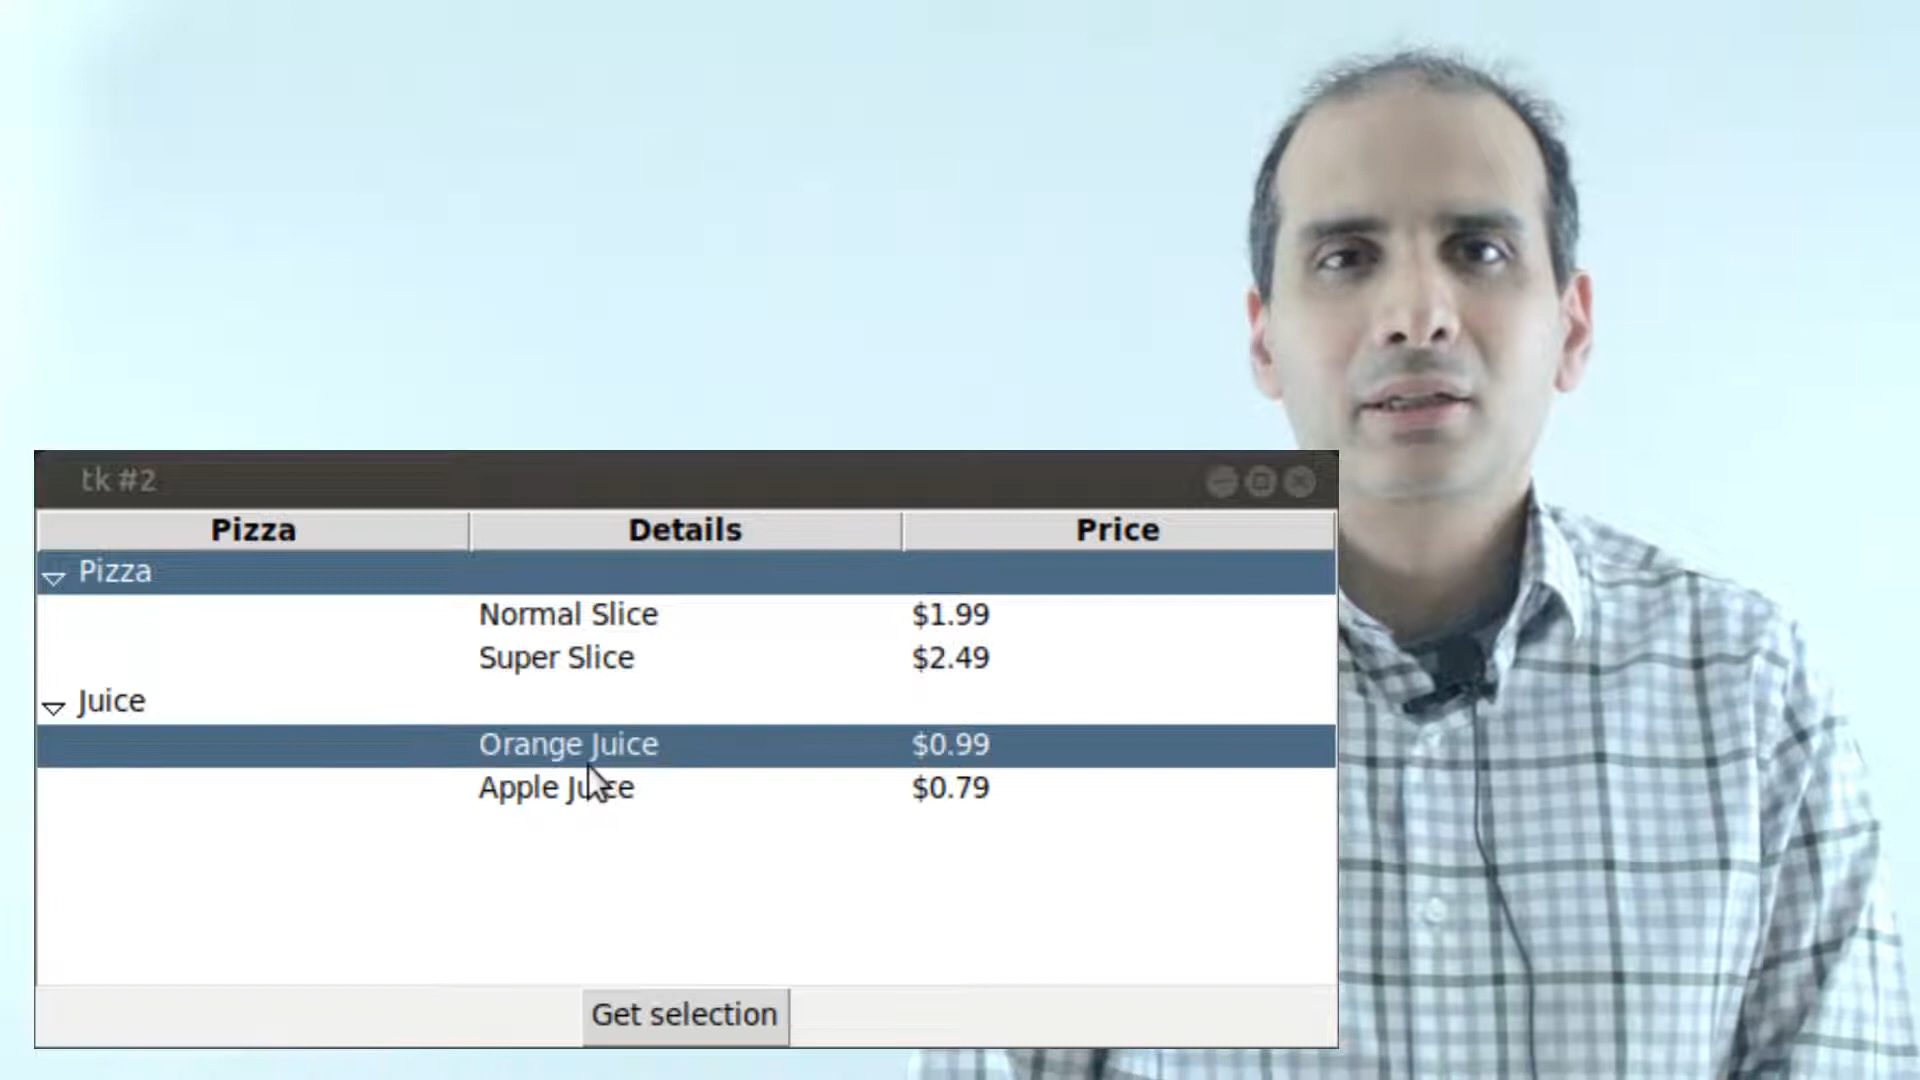 tk #2
Pizza Details Price
Pizza
Normal Slice $1.99
Super Slice $2.49
Juice
Orange Juice $0.99
Apple Juice $0.79
Get selection